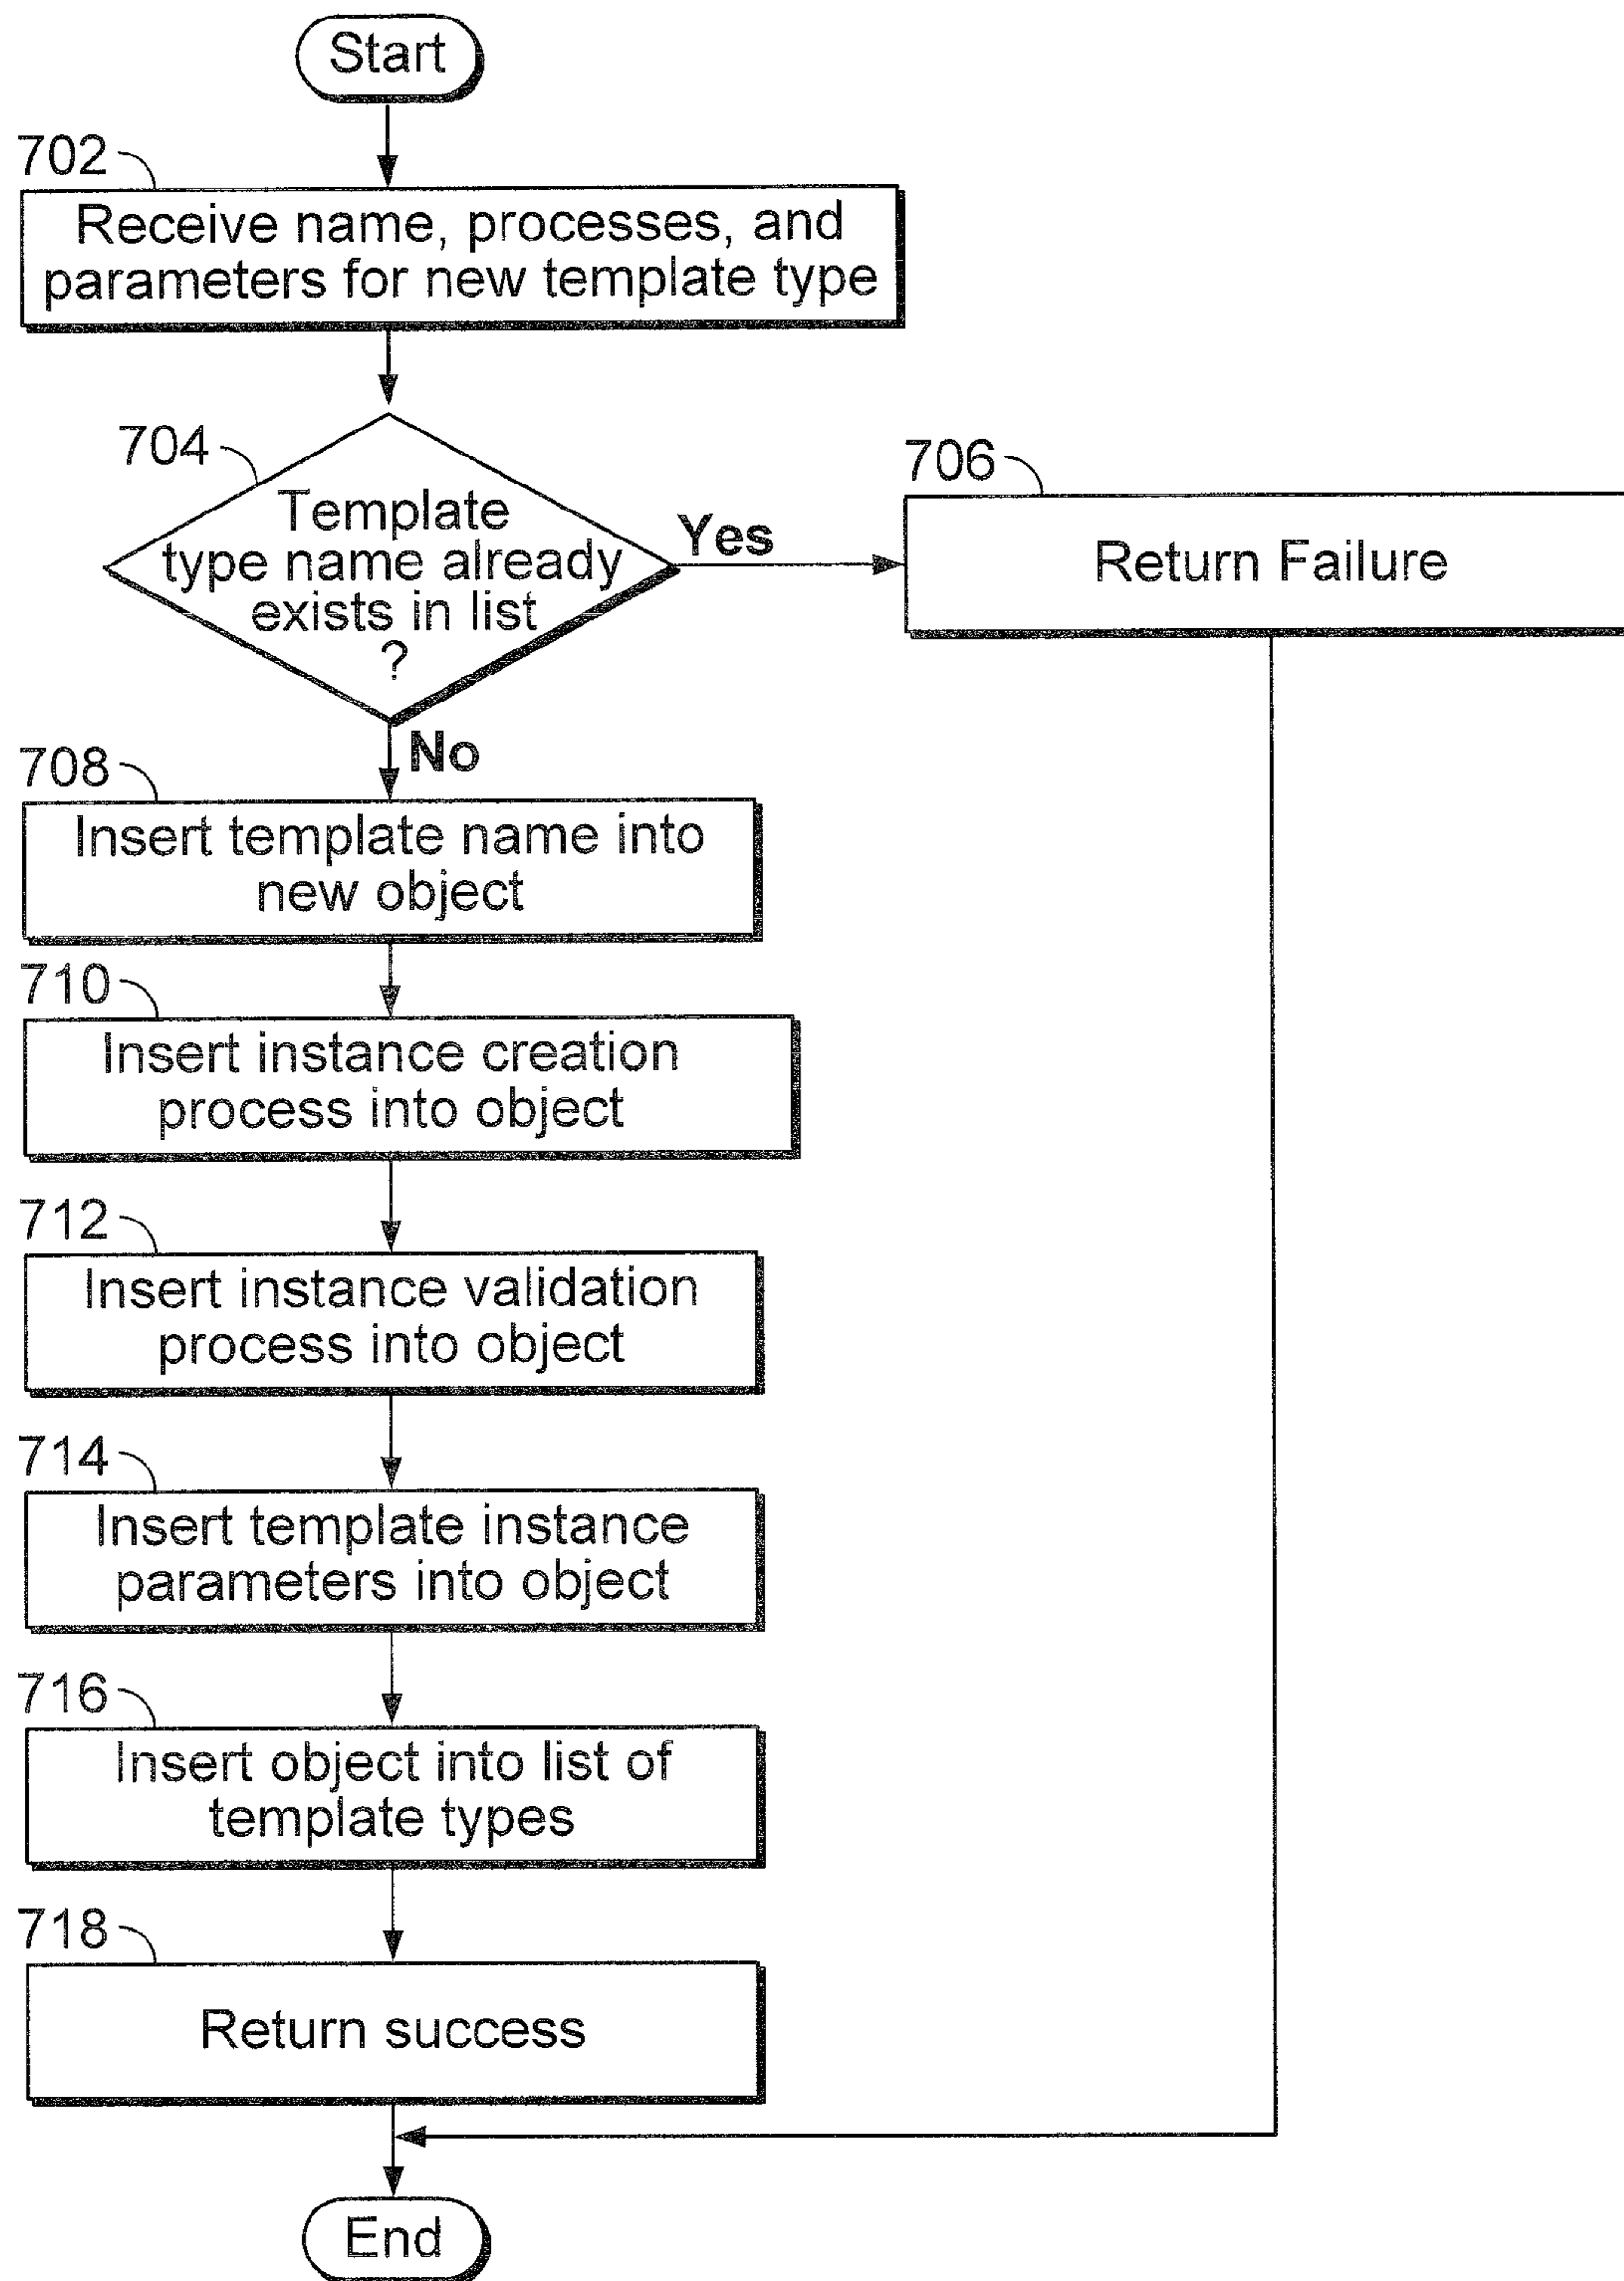 Start
702
Receive name, processes, and
parameters for new template type
704
Template
type name already
exists in list
?
Yes
706
Return Failure
No
708
Insert template name into
new object
710
Insert instance creation
process into object
712
Insert instance validation
process into object
714
Insert template instance
parameters into object
716
Insert object into list of
template types
718
Return success
End